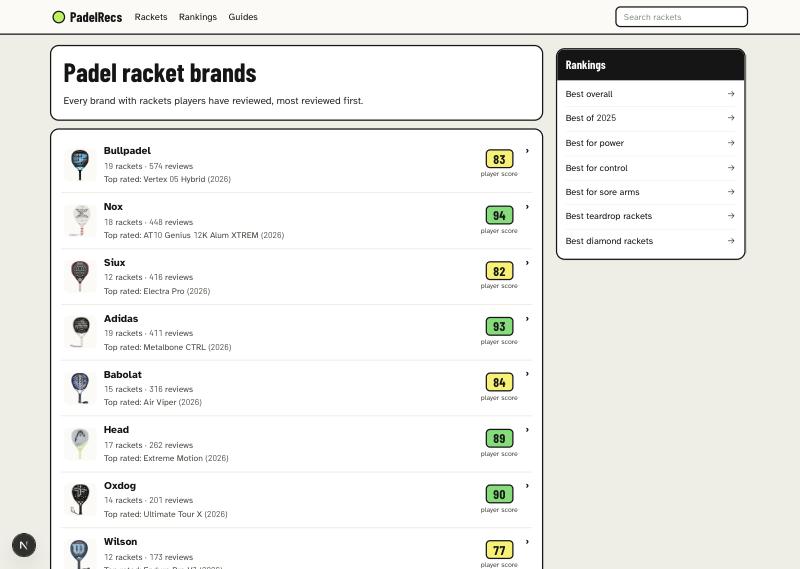 PadelRecs
Rackets
Rankings
Guides
Search rackets
Padel racket brands
Every brand with rackets players have reviewed, most reviewed first.
Bullpadel
19 rackets · 574 reviews
Top rated: Vertex 05 Hybrid (2026)
83
player score
Nox
18 rackets · 448 reviews
Top rated: AT10 Genius 12K Alum XTREM (2026)
94
player score
Siux
12 rackets · 416 reviews
Top rated: Electra Pro (2026)
82
player score
Adidas
19 rackets · 411 reviews
Top rated: Metalbone CTRL (2026)
93
player score
Babolat
15 rackets · 316 reviews
Top rated: Air Viper (2026)
84
player score
Head
17 rackets · 262 reviews
Top rated: Extreme Motion (2026)
89
player score
Oxdog
14 rackets · 201 reviews
Top rated: Ultimate Tour X (2026)
90
player score
Wilson
12 rackets · 173 reviews
Top rated:
77
player score
Rankings
Best overall →
Best of 2025 →
Best for power →
Best for control →
Best for sore arms →
Best teardrop rackets →
Best diamond rackets →
N